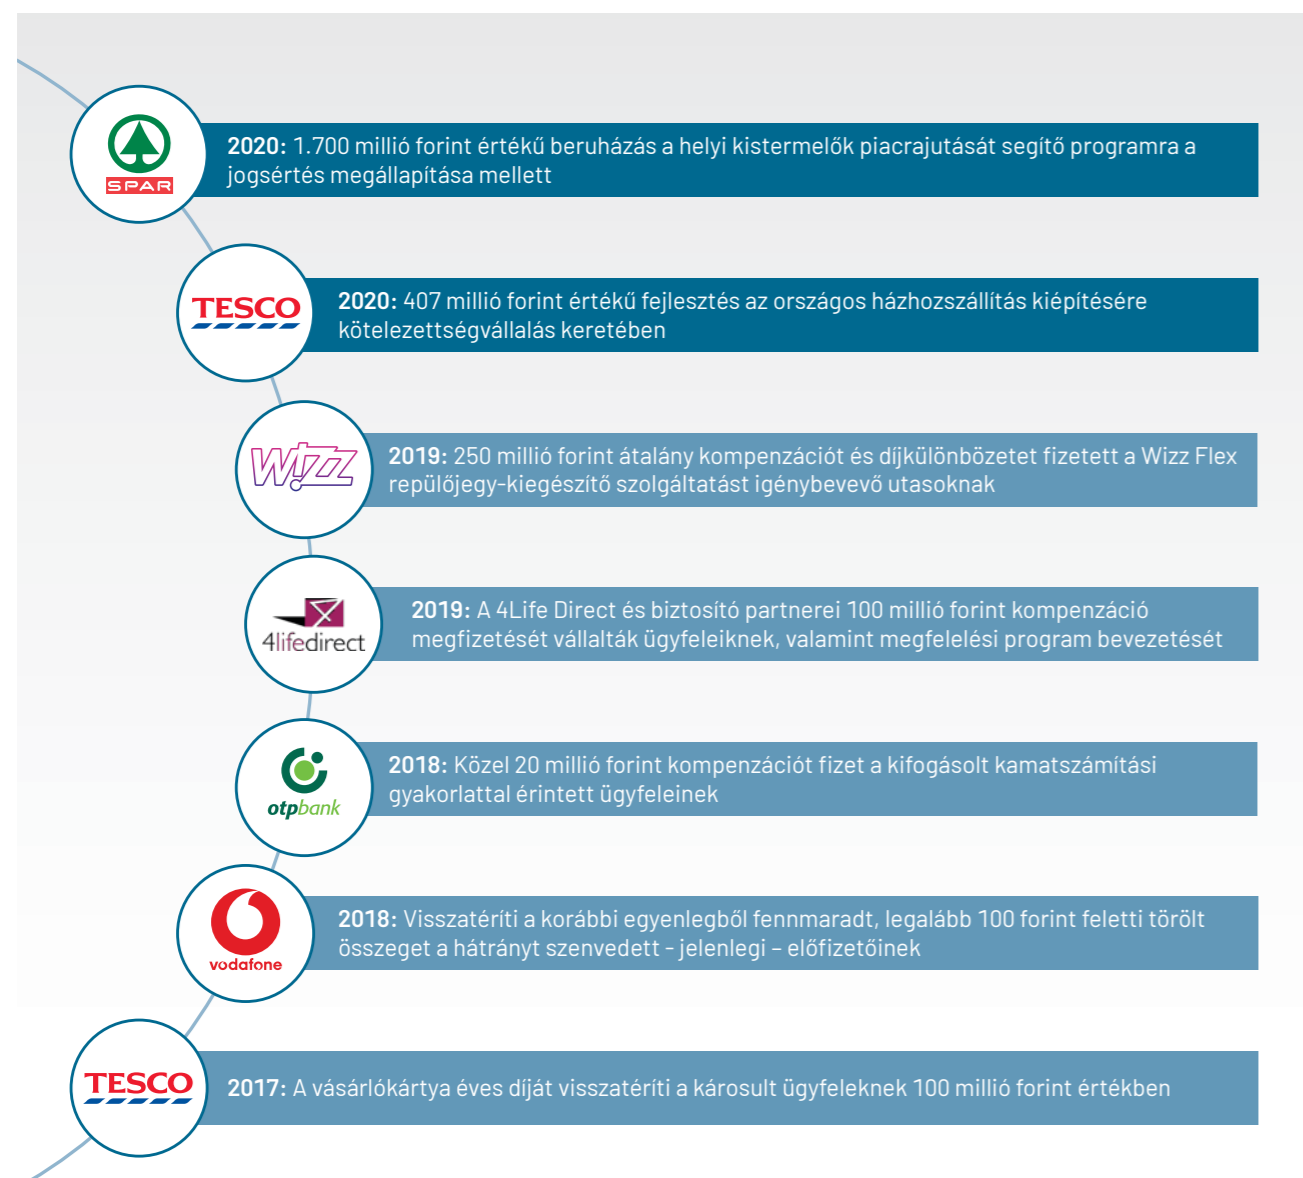 SPAR
2020: 1.700 millió forint értékű beruházás a helyi kistermelők piacrajutását segítő programra a
jogsértés megállapítása mellett
TESCO
2020: 407 millió forint értékű fejlesztés az országos házhozszállítás kiépítésére
kötelezettségvállalás keretében
Wizz
2019: 250 millió forint átalány kompenzációt és díjkülönbözetet fizetett a Wizz Flex
repülőjegy-kiegészítő szolgáltatást igénybevevő utasoknak
4lifedirect
2019: A 4Life Direct és biztosító partnerei 100 millió forint kompenzáció
megfizetését vállalták ügyfeleiknek, valamint megfelelési program bevezetését
otpbank
2018: Közel 20 millió forint kompenzációt fizet a kifogásolt kamatszámítási
gyakorlattal érintett ügyfeleinek
vodafone
2018: Visszatéríti a korábbi egyenlegből fennmaradt, legalább 100 forint feletti törölt
összeget a hátrányt szenvedett - jelenlegi – előfizetőinek
TESCO
2017: A vásárlókártya éves díját visszatéríti a károsult ügyfeleknek 100 millió forint értékben